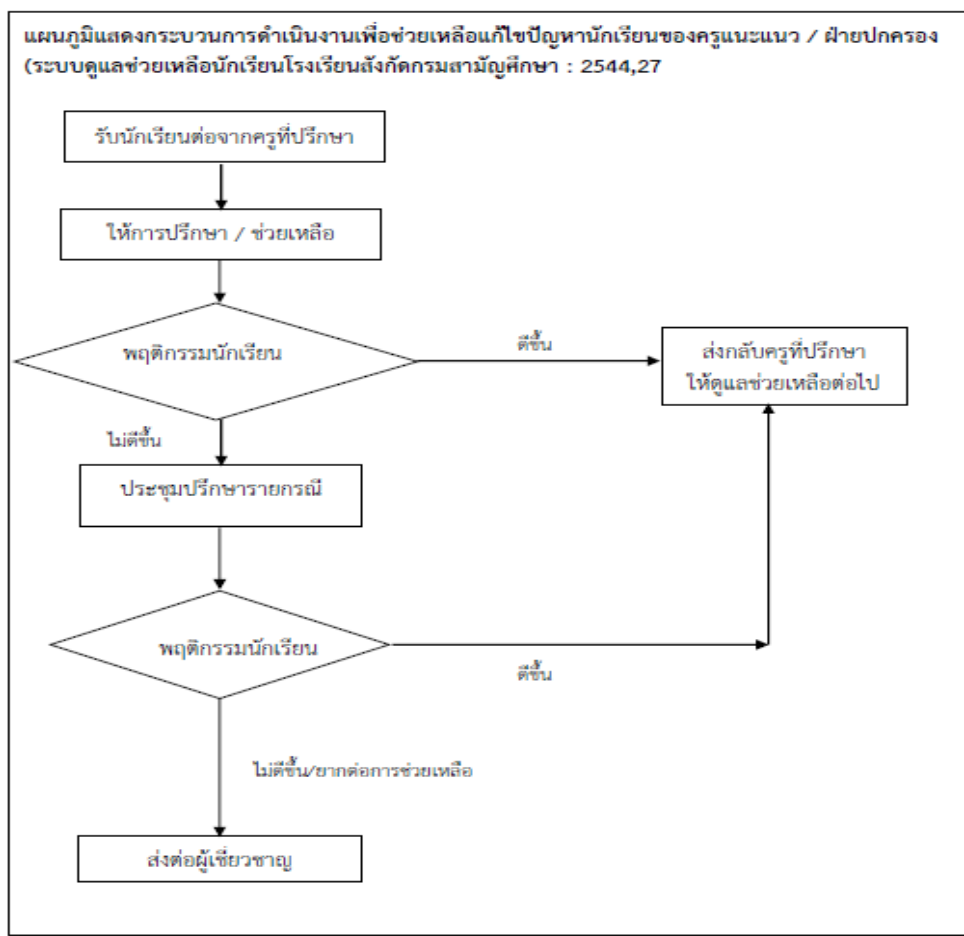 แผนภูมิแสดงกระบวนการดำเนินงานเพื่อช่วยเหลือแก้ไขปัญหานักเรียนของครูแนะแนว / ฝ่ายปกครอง
(ระบบดูแลช่วยเหลือนักเรียนโรงเรียนสังกัดกรมสามัญศึกษา : 2544,27
รับนักเรียนต่อจากครูที่ปรึกษา
ให้การปรึกษา / ช่วยเหลือ
พฤติกรรมนักเรียน
ดีขึ้น
ส่งกลับครูที่ปรึกษา
ให้ดูแลช่วยเหลือต่อไป
ไม่ดีขึ้น
ประชุมปรึกษารายกรณี
พฤติกรรมนักเรียน
ดีขึ้น
ไม่ดีขึ้น/ยากต่อการช่วยเหลือ
ส่งต่อผู้เชี่ยวชาญ